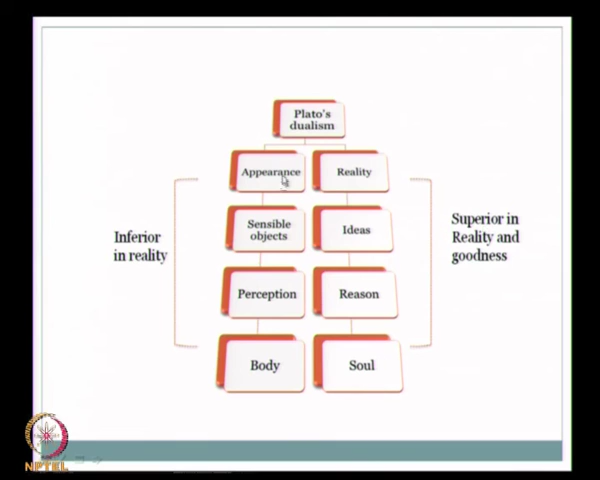 Plato's
dualism
Appearance
Reality
Sensible
objects
Ideas
Inferior
in reality
Superior in
Reality and
goodness
Perception
Reason
Body
Soul
NPTEL